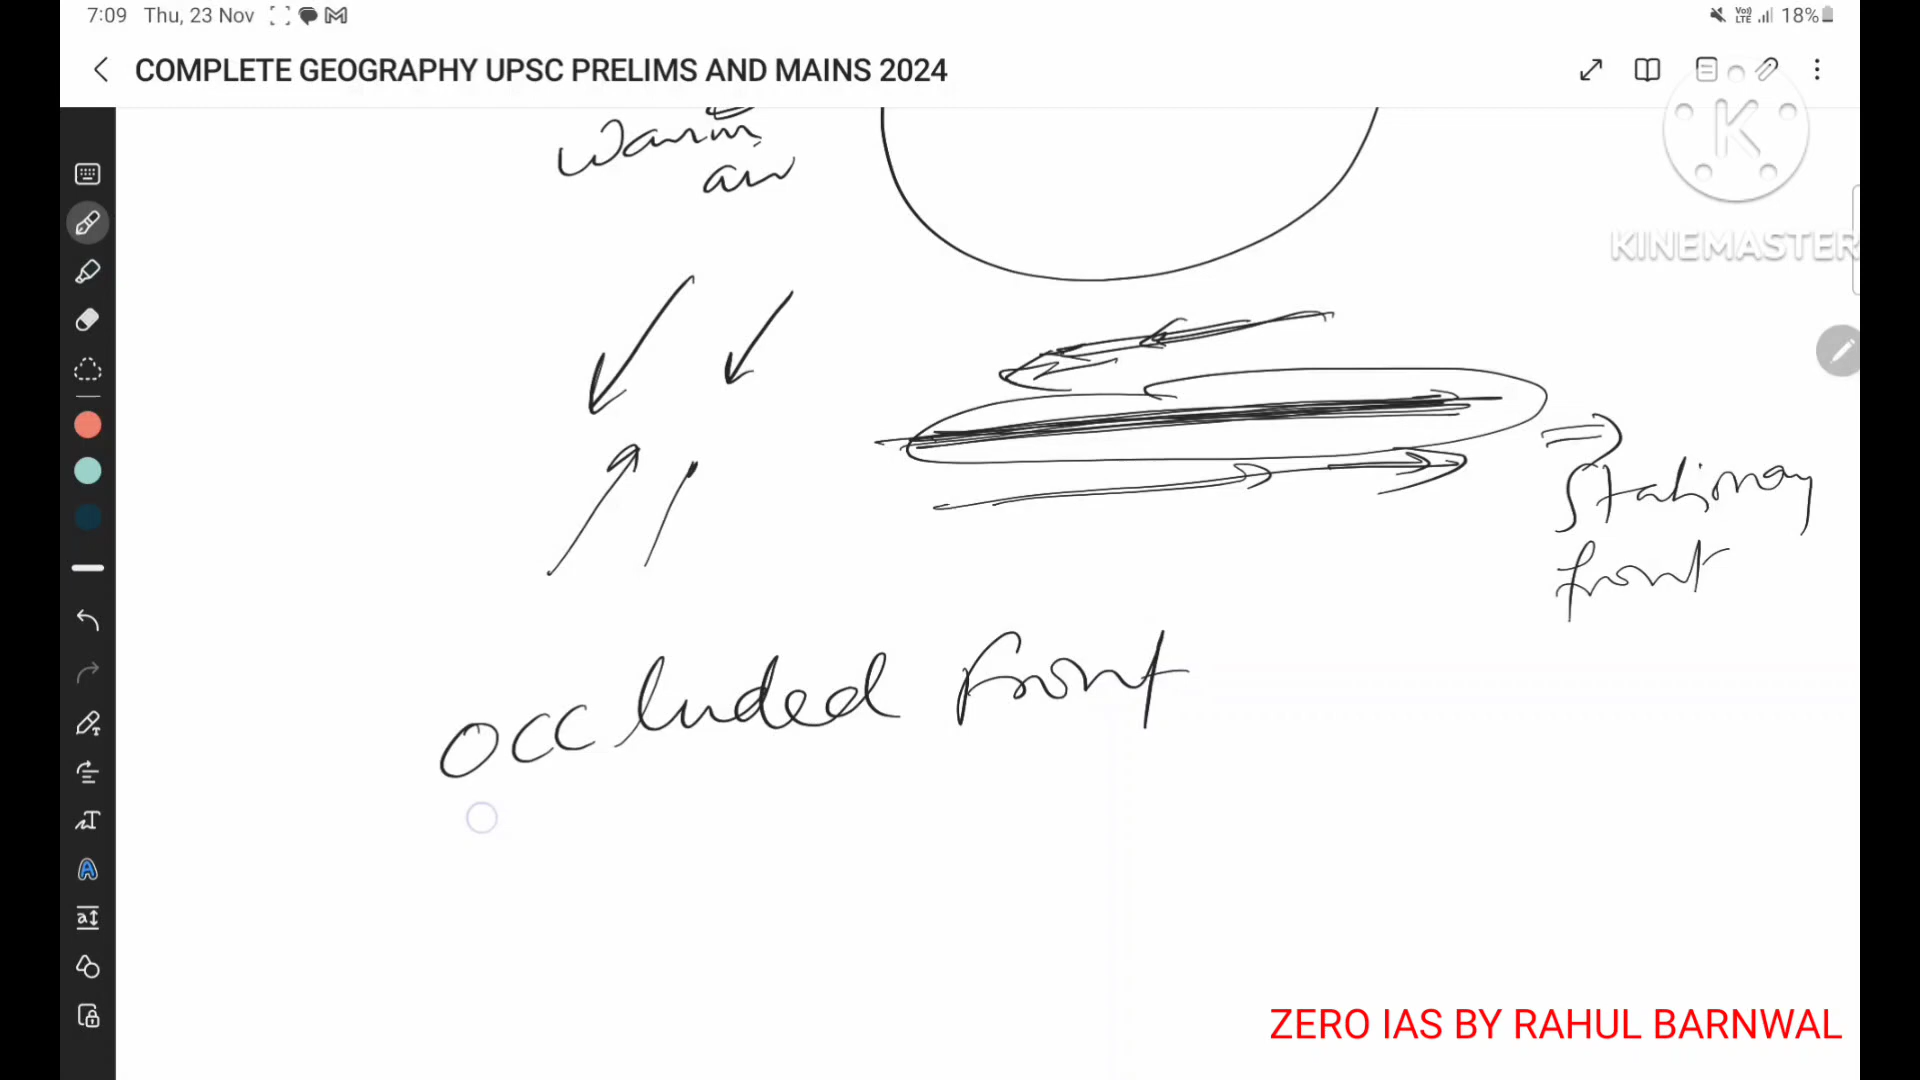 7:09 Thu, 23 Nov 18%
COMPLETE GEOGRAPHY UPSC PRELIMS AND MAINS 2024
KINEMASTER
warm
air
Stationary
front
occluded front
ZERO IAS BY RAHUL BARNWAL